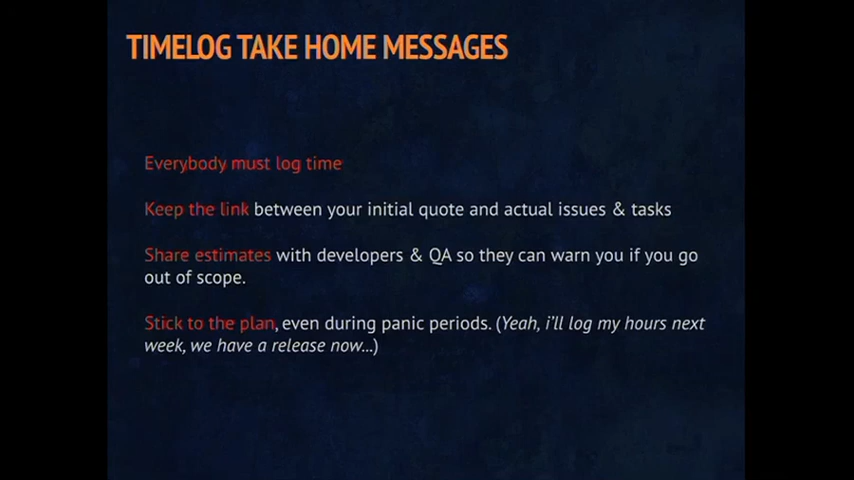 TIMELOG TAKE HOME MESSAGES
Everybody must log time
Keep the link between your initial quote and actual issues & tasks
Share estimates with developers & QA so they can warn you if you go
out of scope.
Stick to the plan, even during panic periods. (Yeah, i'll log my hours next
week, we have a release now...)